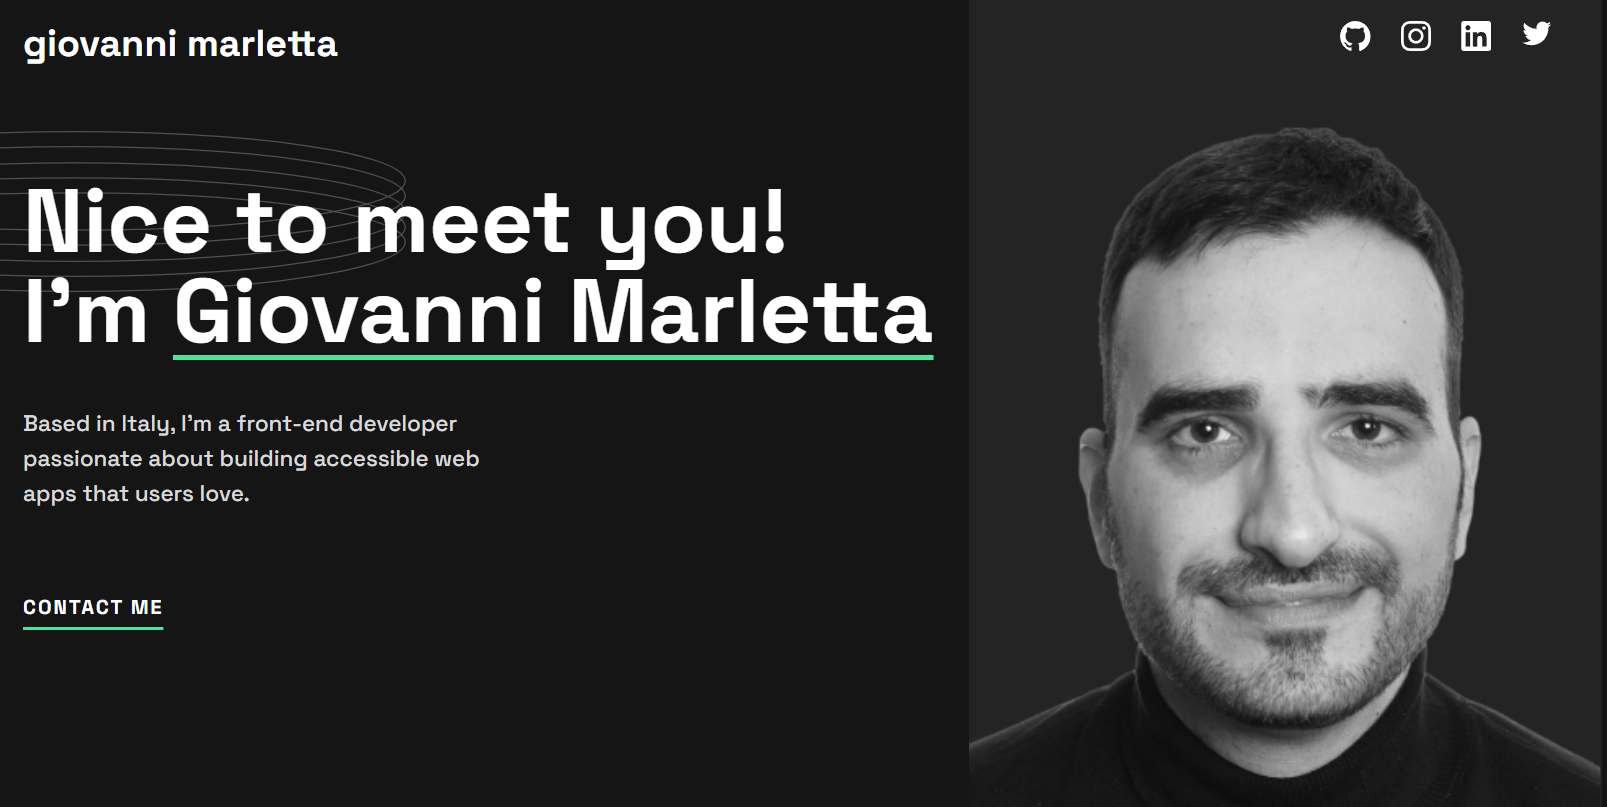 giovanni marletta
Nice to meet you!
I’m Giovanni Marletta
Based in Italy, I’m a front-end developer
passionate about building accessible web
apps that users love.
CONTACT ME